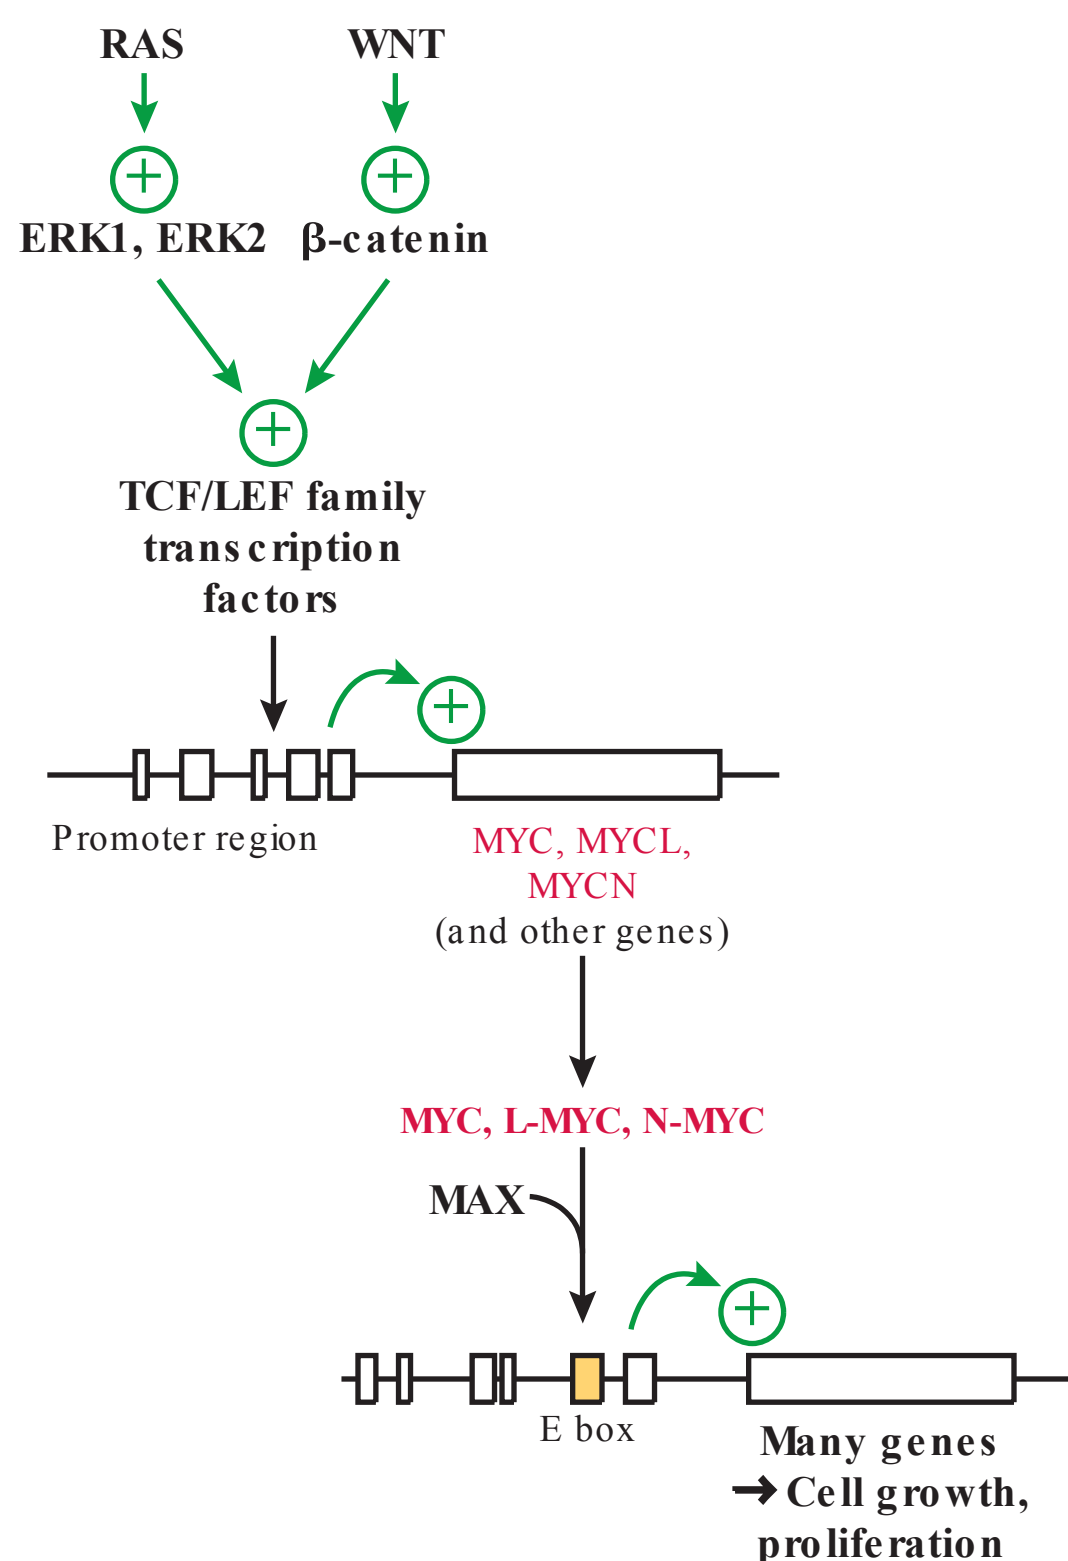 RAS
WNT
ERK1, ERK2
β-catenin
TCF/LEF family
transcription
factors
Promoter region
MYC, MYCL,
MYCN
(and other genes)
MYC, L-MYC, N-MYC
MAX
E box
Many genes
→ Cell growth,
proliferation